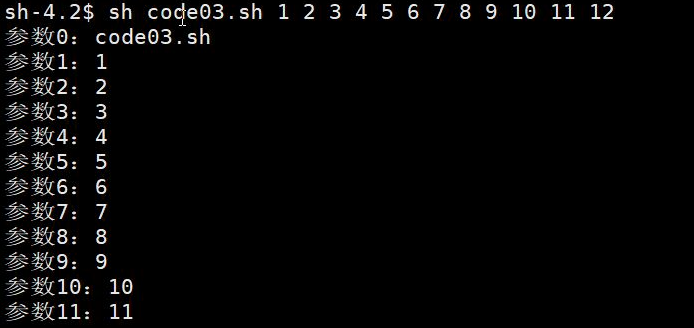 sh-4.2$ sh code03.sh 1 2 3 4 5 6 7 8 9 10 11 12
参数0：code03.sh
参数1：1
参数2：2
参数3：3
参数4：4
参数5：5
参数6：6
参数7：7
参数8：8
参数9：9
参数10：10
参数11：11